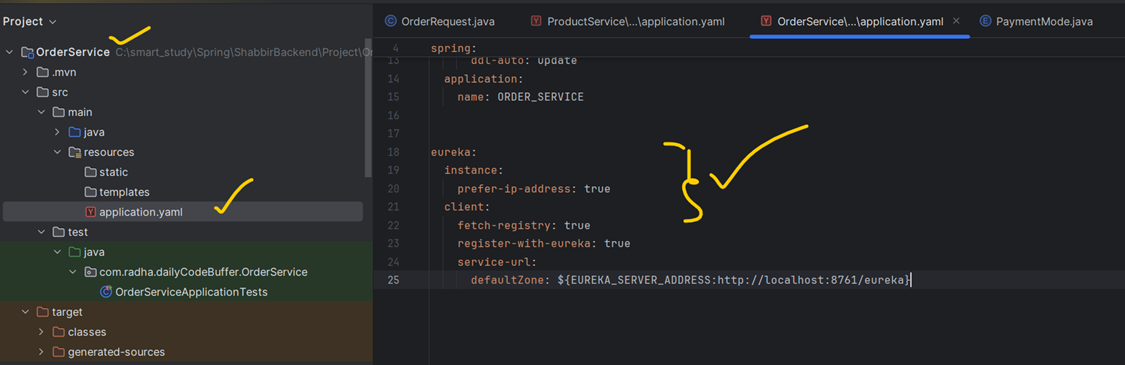 Project
OrderRequest.java
ProductService\...\application.yaml
OrderService\...\application.yaml
PaymentMode.java
OrderService C:\smart_study\Spring\ShabbirBackend\Project\Or
.mvn
src
main
java
resources
static
templates
application.yaml
test
java
com.radha.dailyCodeBuffer.OrderService
OrderServiceApplicationTests
target
classes
generated-sources
4 spring:
13 ddl-auto: update
14 application:
15 name: ORDER_SERVICE
16
17
18 eureka:
19 instance:
20 prefer-ip-address: true
21 client:
22 fetch-registry: true
23 register-with-eureka: true
24 service-url:
25 defaultZone: ${EUREKA_SERVER_ADDRESS:http://localhost:8761/eureka}